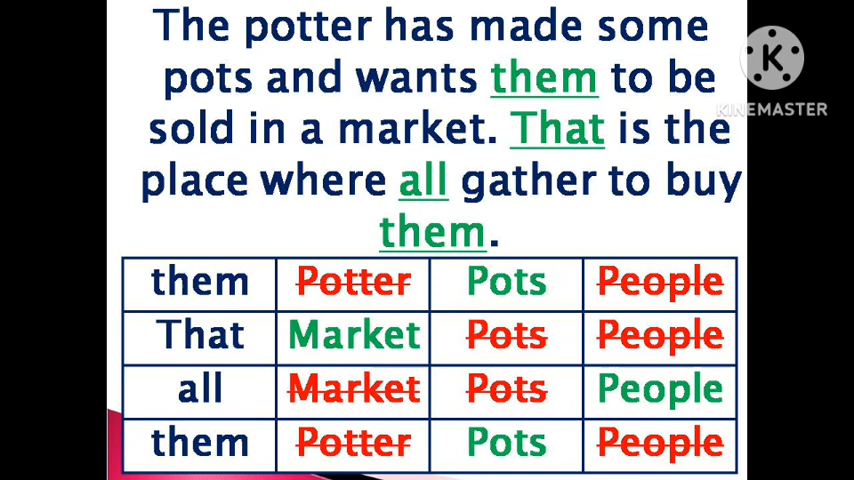 The potter has made some
pots and wants them to be
sold in a market. That is the
place where all gather to buy
them.
K
KINEMASTER
them Potter Pots People
That Market Pots People
all Market Pots People
them Potter Pots People